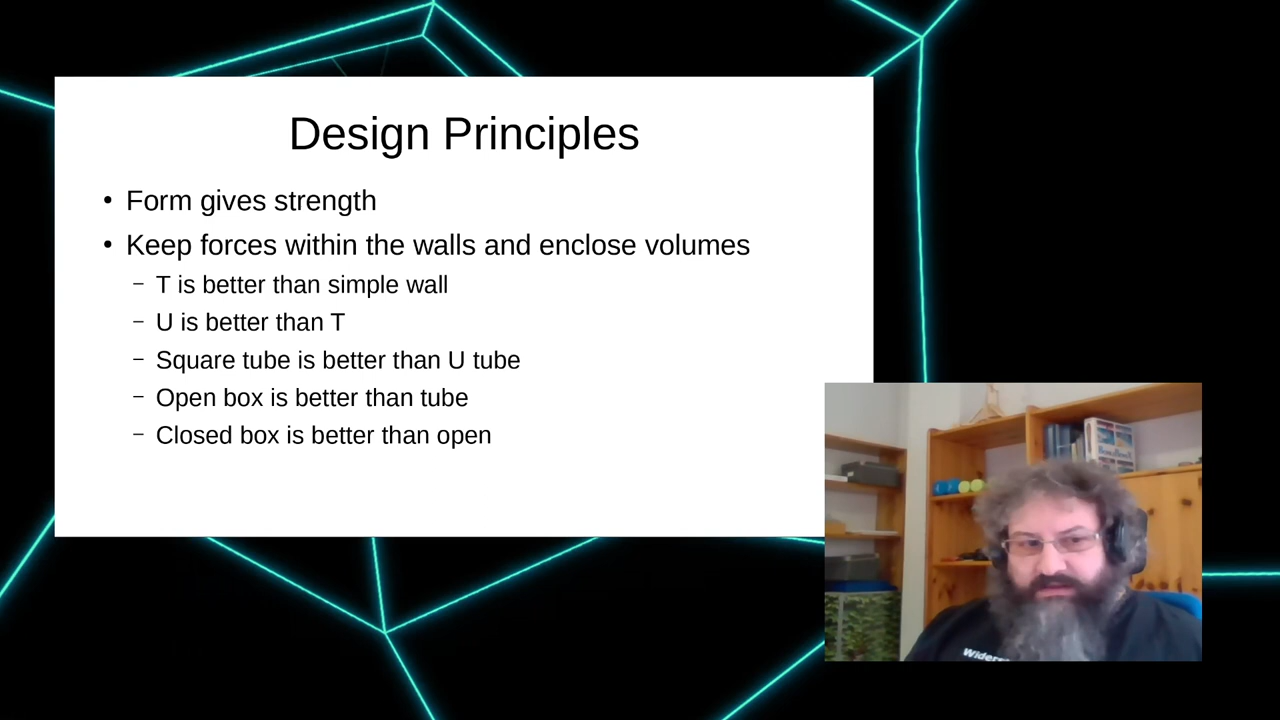 Design Principles
• Form gives strength
• Keep forces within the walls and enclose volumes
– T is better than simple wall
– U is better than T
– Square tube is better than U tube
– Open box is better than tube
– Closed box is better than open